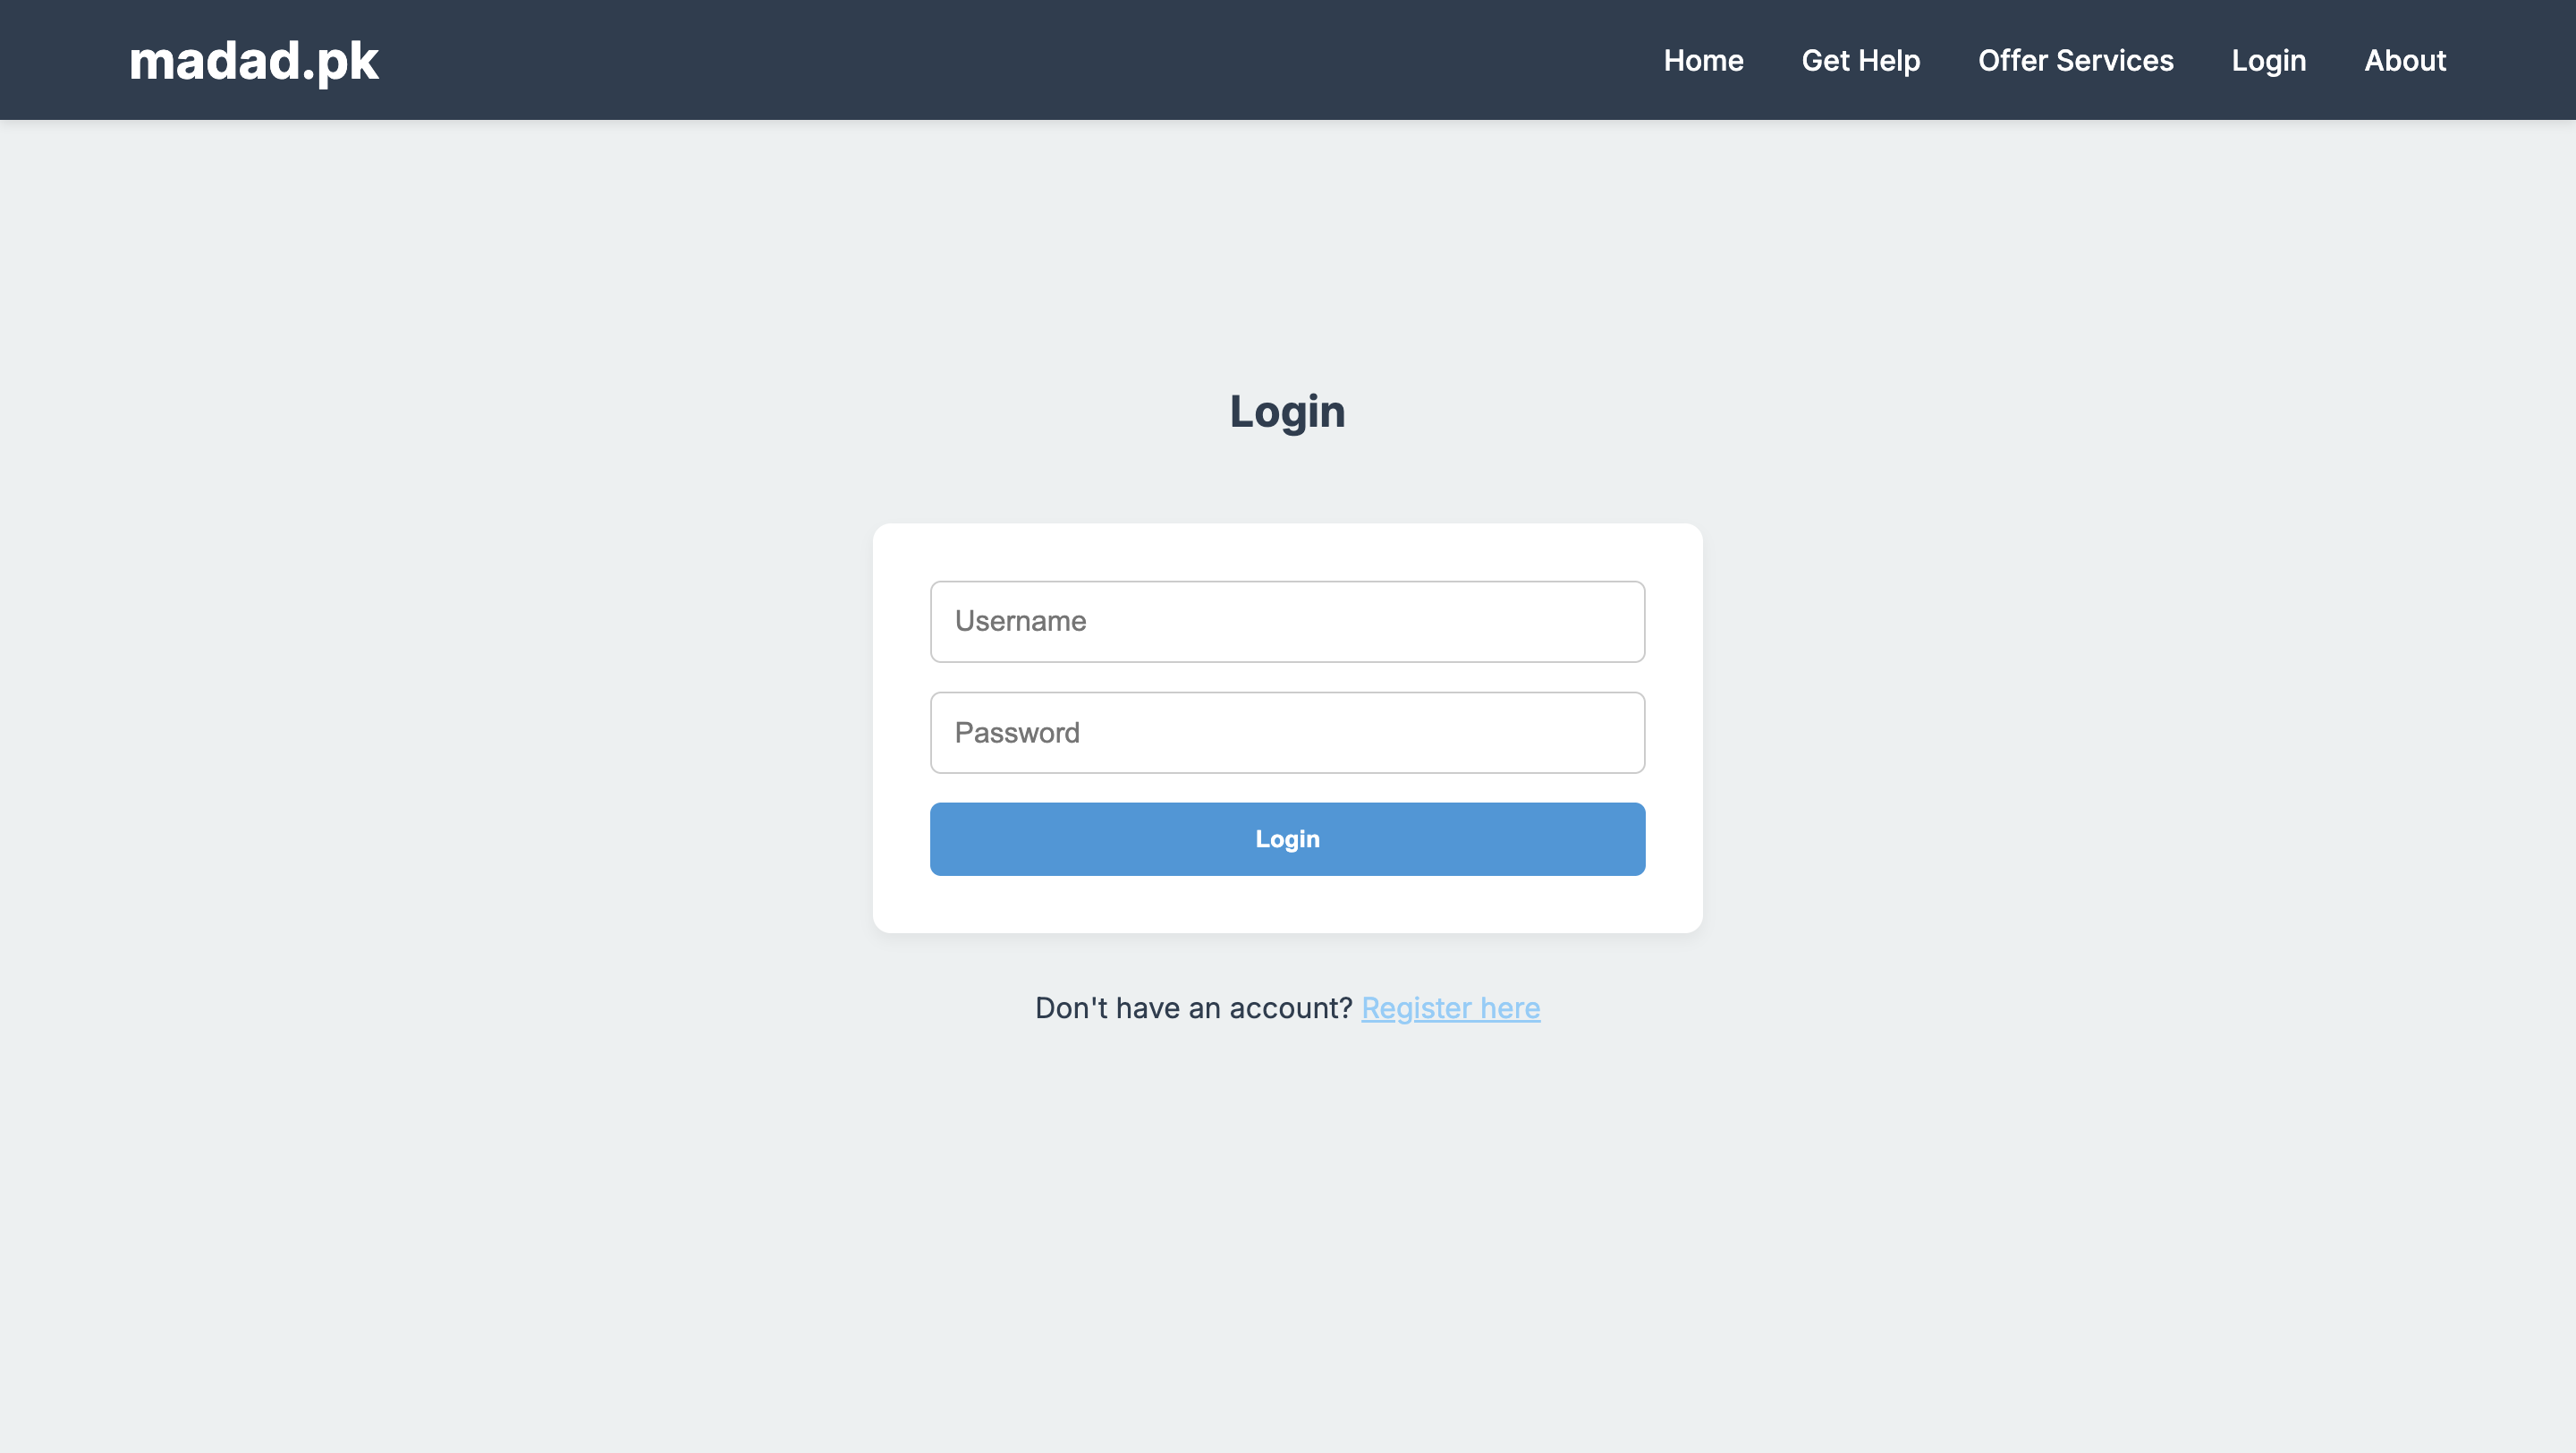 madad.pk
Home Get Help Offer Services Login About
Login
Username
Password
Login
Don't have an account? Register here